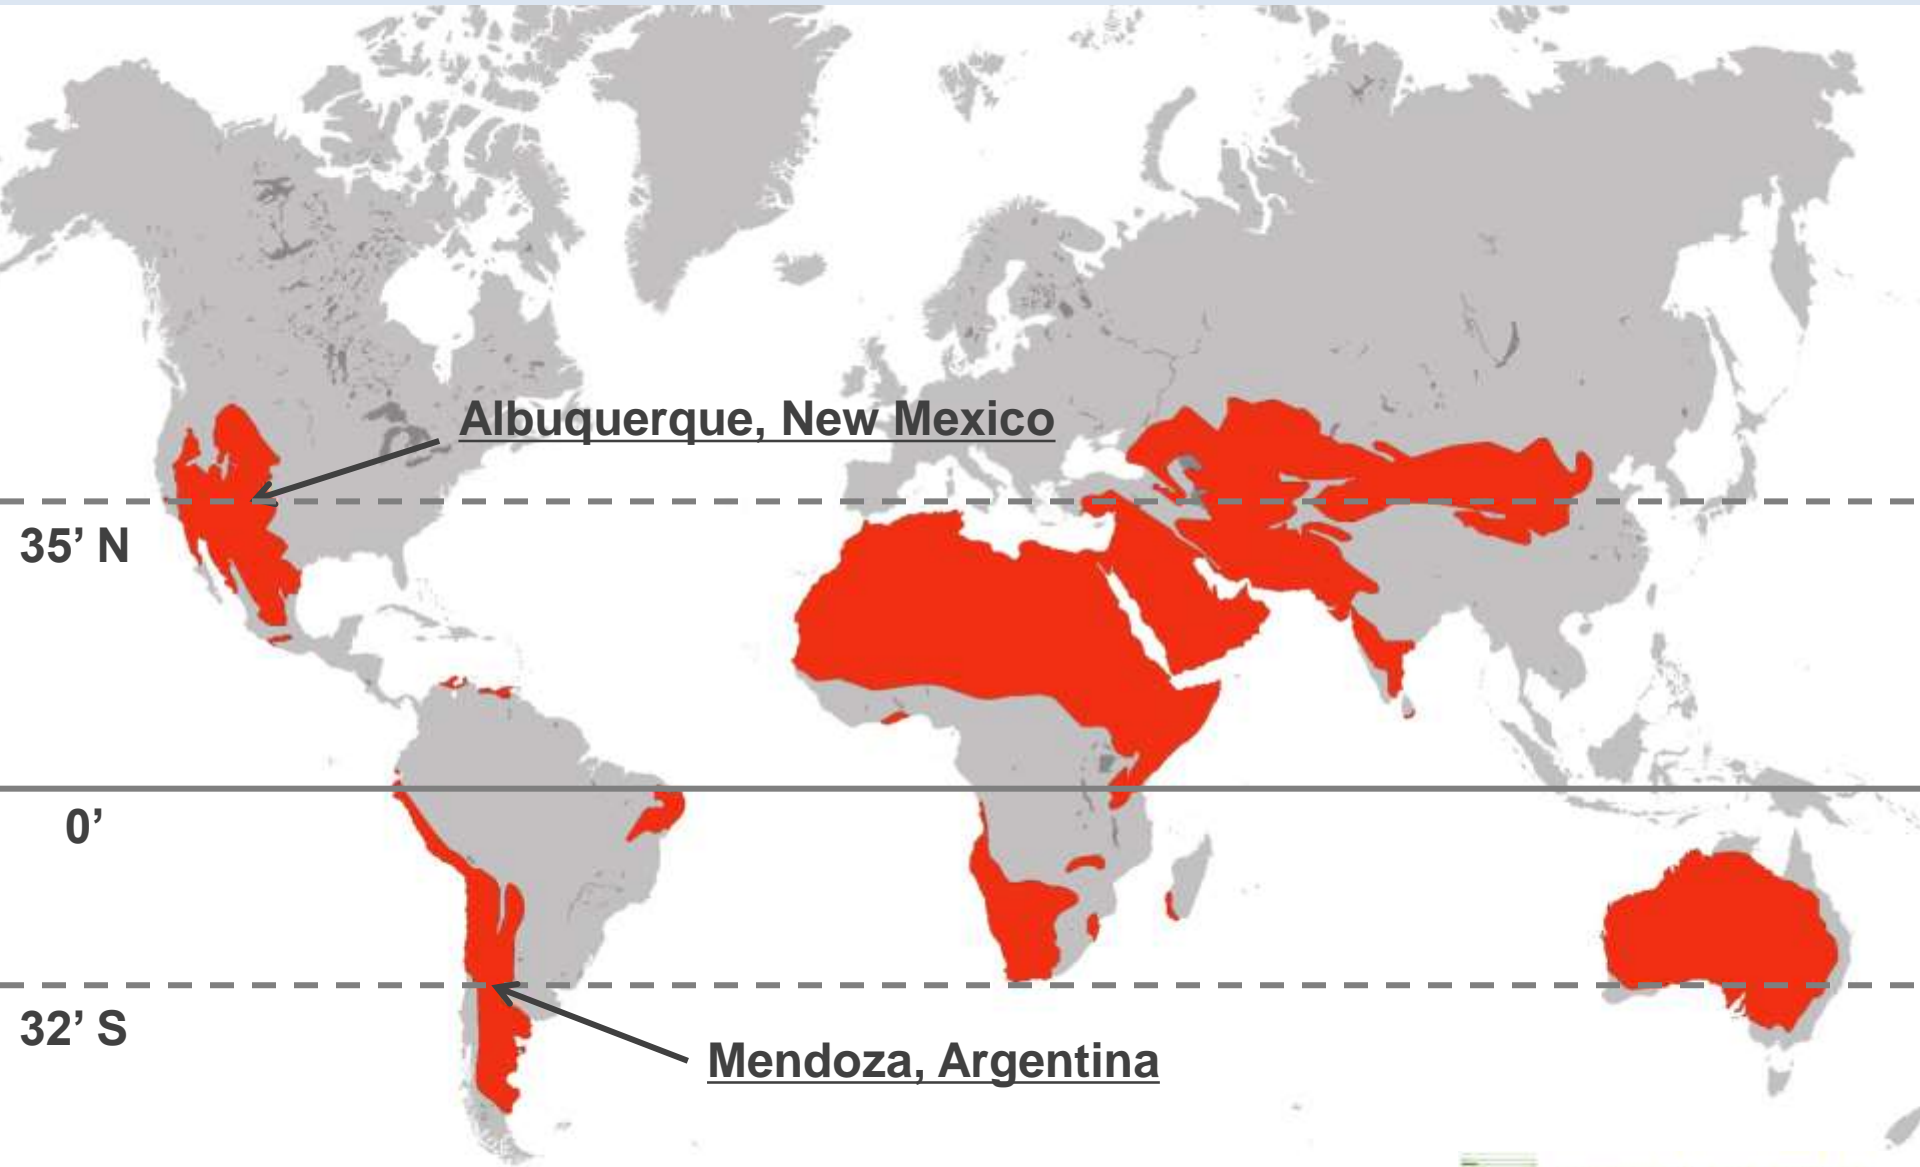 Albuquerque, New Mexico
35’ N
0’
32’ S
Mendoza, Argentina